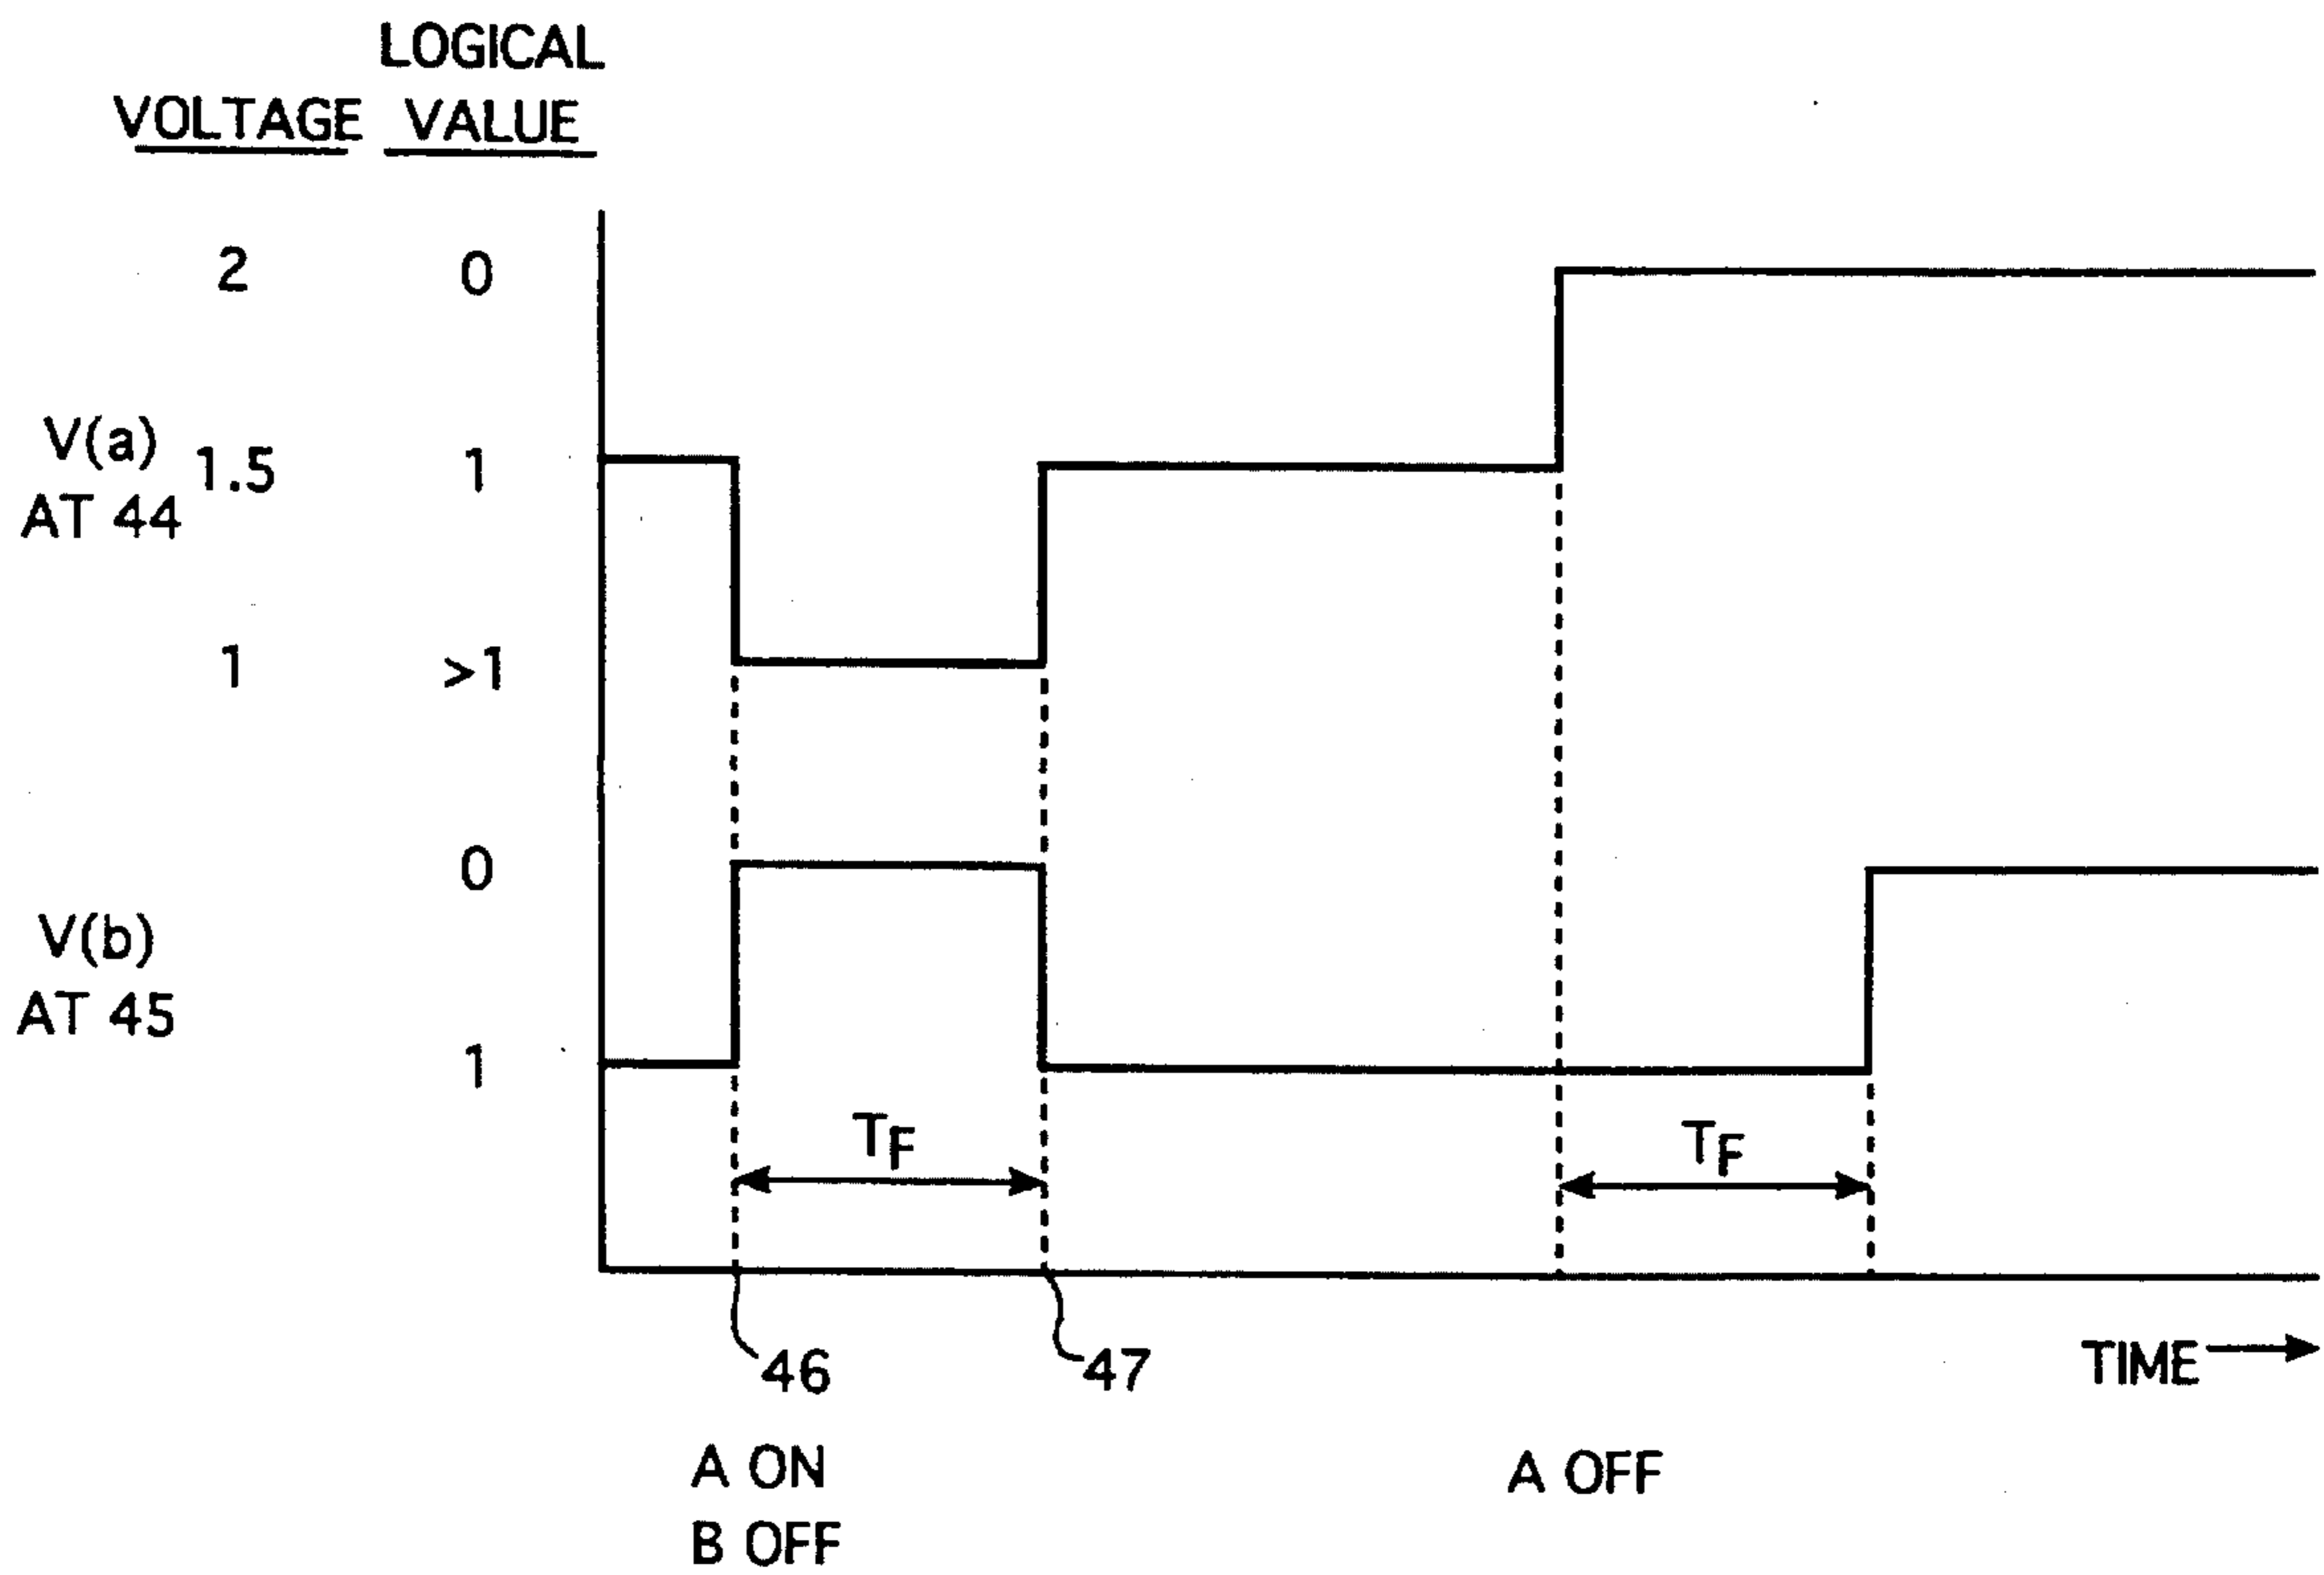 LOGICAL
VOLTAGE VALUE
2 0
V(a) 1.5 1
AT 44
1 >1
0
V(b)
AT 45
1
TF TF
46 47 TIME
A ON A OFF
B OFF